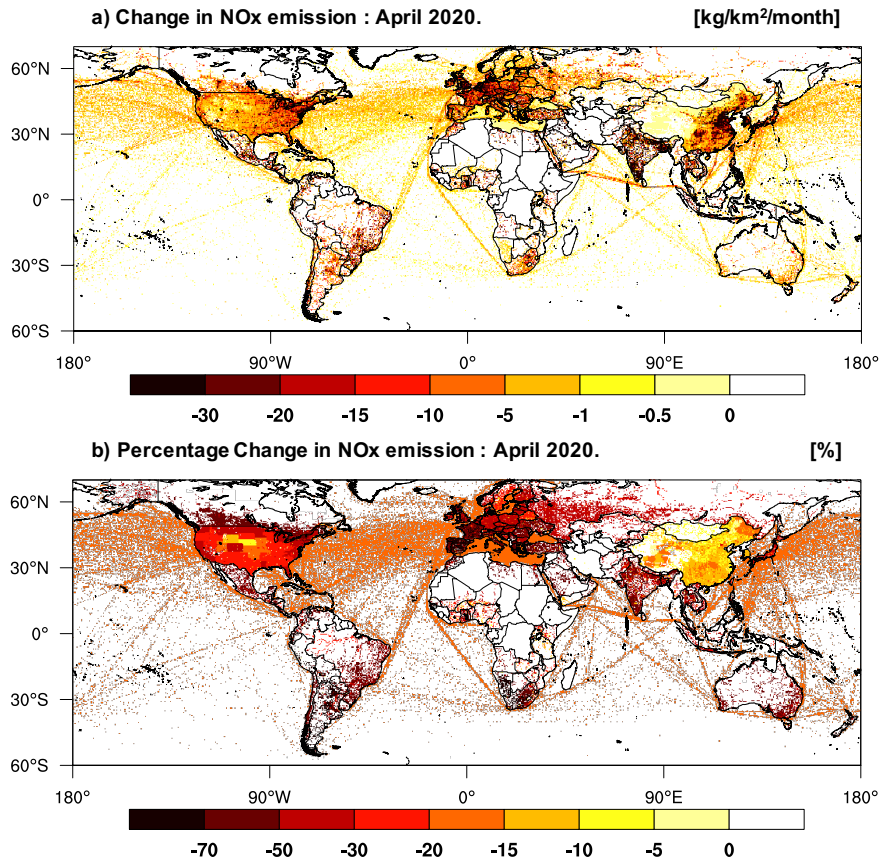 a) Change in NOx emission : April 2020. [kg/km²/month]
60°N
30°N
0°
30°S
60°S
180° 90°W 0° 90°E 180°
-30 -20 -15 -10 -5 -1 -0.5 0
b) Percentage Change in NOx emission : April 2020. [%]
60°N
30°N
0°
30°S
60°S
180° 90°W 0° 90°E 180°
-70 -50 -30 -20 -15 -10 -5 0